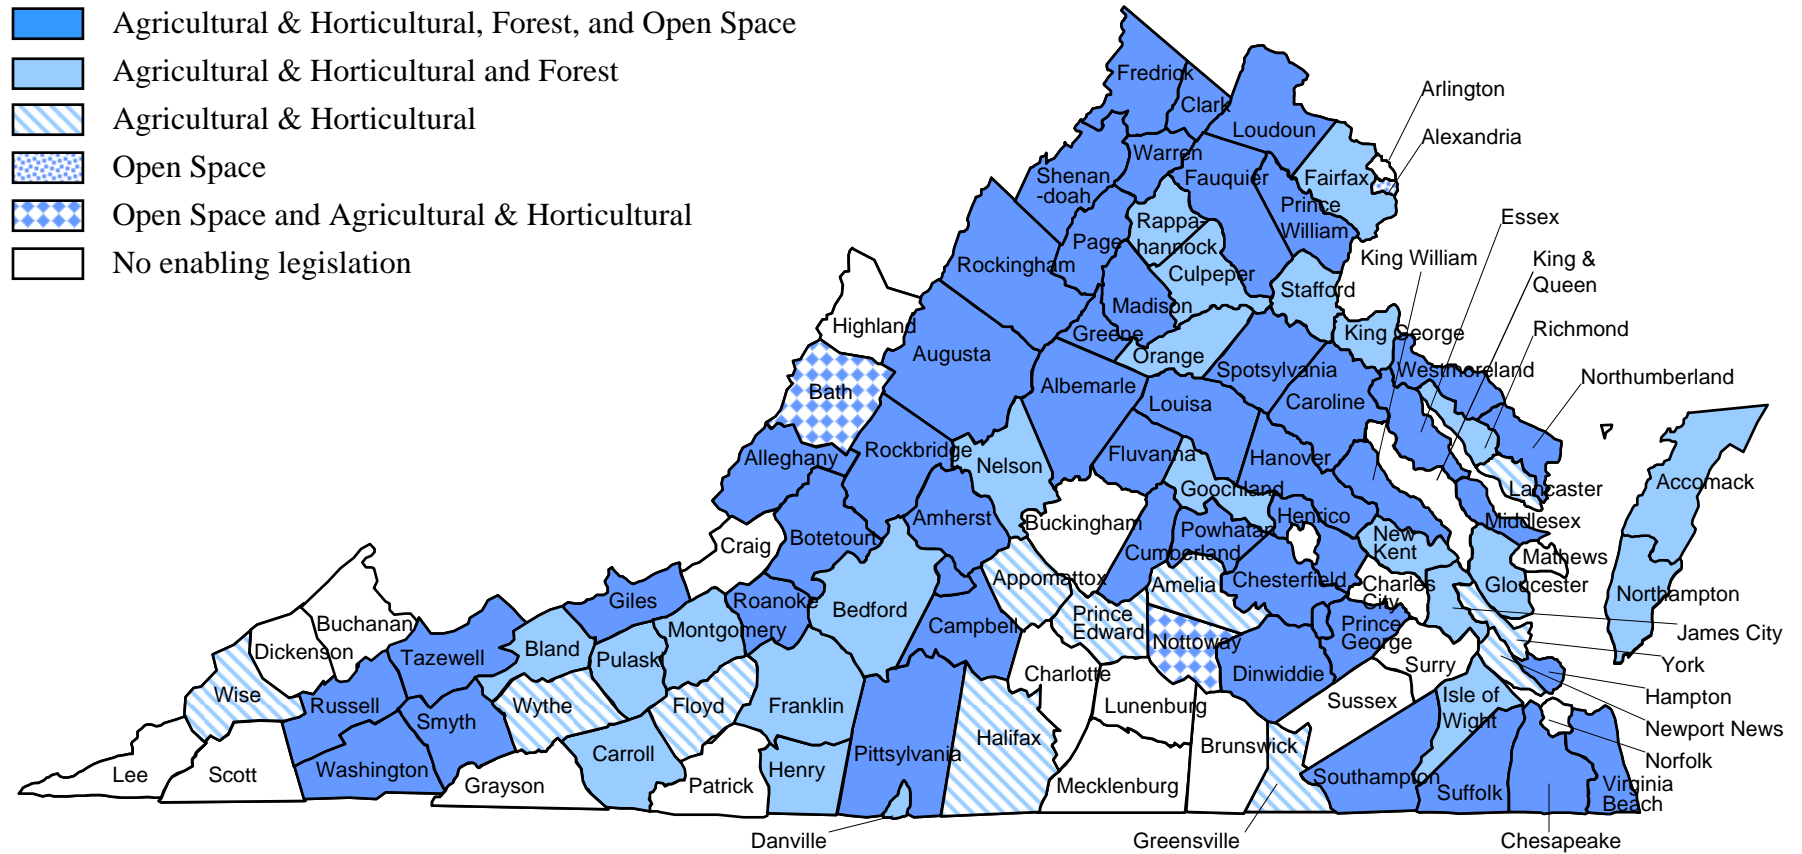 Agricultural & Horticultural, Forest, and Open Space
Agricultural & Horticultural and Forest
Agricultural & Horticultural
Open Space
Open Space and Agricultural & Horticultural
No enabling legislation
Fredrick
Clark
Loudoun
Arlington
Alexandria
Warren
Shenan
-doah
Fauquier
Fairfax
Prince
William
Rappa-
hannock
Page
Rockingham
Culpeper
Stafford
Essex
King William
King &
Queen
Madison
Highland
Greene
King George
Richmond
Augusta
Orange
Spotsylvania
Westmoreland
Northumberland
Bath
Albemarle
Louisa
Caroline
Alleghany
Rockbridge
Nelson
Fluvanna
Hanover
Goochland
Lancaster
Accomack
Amherst
Buckingham
Henrico
Middlesex
Botetourt
Craig
Powhatan
Cumberland
New
Kent
Mathews
Appomattox
Amelia
Chesterfield
Charles
City
Gloucester
Northampton
Giles
Roanoke
Bedford
Buchanan
Montgomery
Campbell
Prince
Edward
Nottoway
Prince
George
James City
Dickenson
Tazewell
Bland
Pulask
Surry
York
Wise
Charlotte
Dinwiddie
Hampton
Russell
Smyth
Wythe
Floyd
Franklin
Lunenburg
Sussex
Isle of
Wight
Newport News
Carroll
Pittsylvania
Halifax
Brunswick
Norfolk
Lee
Scott
Washington
Grayson
Patrick
Henry
Mecklenburg
Southampton
Suffolk
Virginia
Beach
Danville
Greensville
Chesapeake